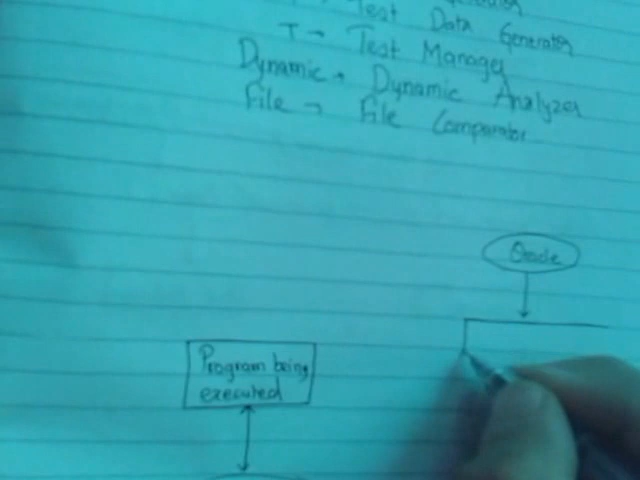 Test Data Generator
T → Test Manager
Dynamic → Dynamic Analyzer
File → File Comparator
Oracle
Program being
executed